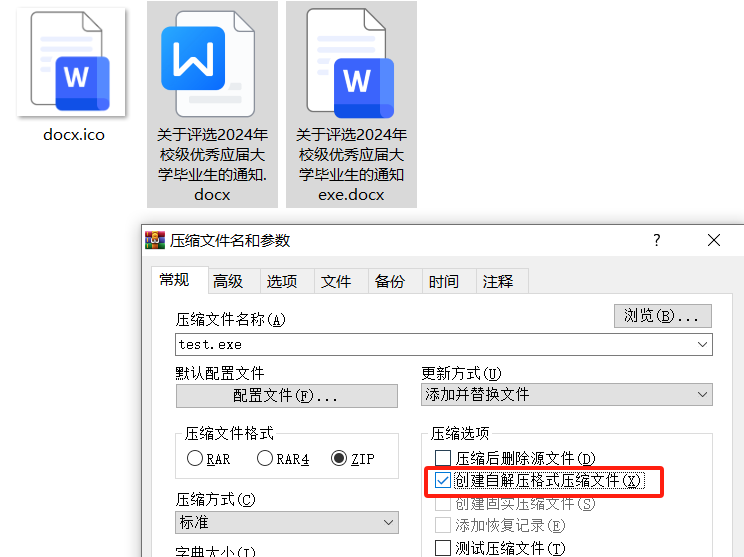 W
W
W
docx.ico
关于评选2024年
校级优秀应届大
学毕业生的通知.
docx
关于评选2024年
校级优秀应届大
学毕业生的通知
exe.docx
压缩文件名和参数
?
常规 高级 选项 文件 备份 时间 注释
压缩文件名称(A)
浏览(B)...
test.exe
默认配置文件
更新方式(U)
配置文件(F)...
添加并替换文件
压缩文件格式
压缩选项
RAR RAR4 ZIP
压缩后删除源文件(D)
创建自解压格式压缩文件(X)
压缩方式(C)
创建固实压缩文件(S)
标准
添加恢复记录(E)
字典大小(I)
测试压缩文件(T)